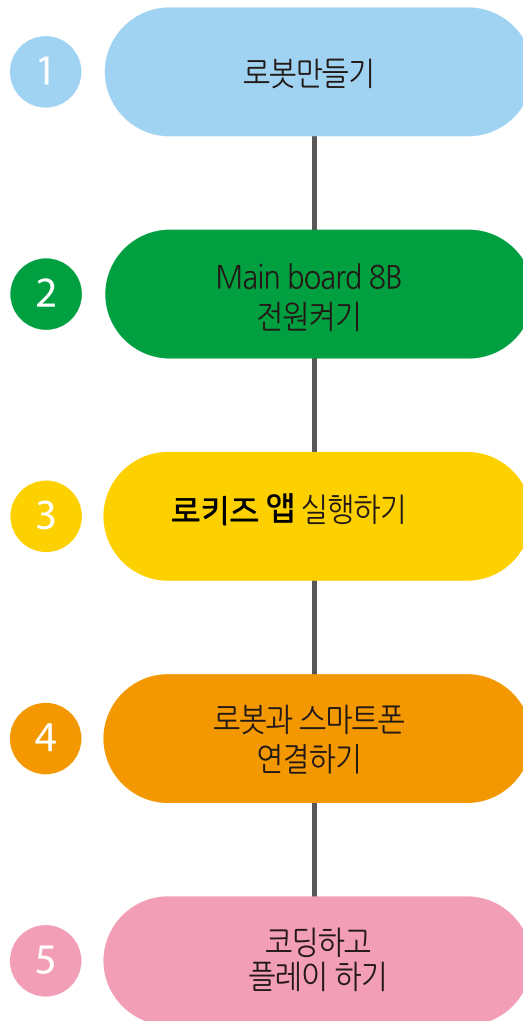 1
로봇만들기
2
Main board 8B
전원켜기
3
로키즈 앱 실행하기
4
로봇과 스마트폰
연결하기
5
코딩하고
플레이 하기